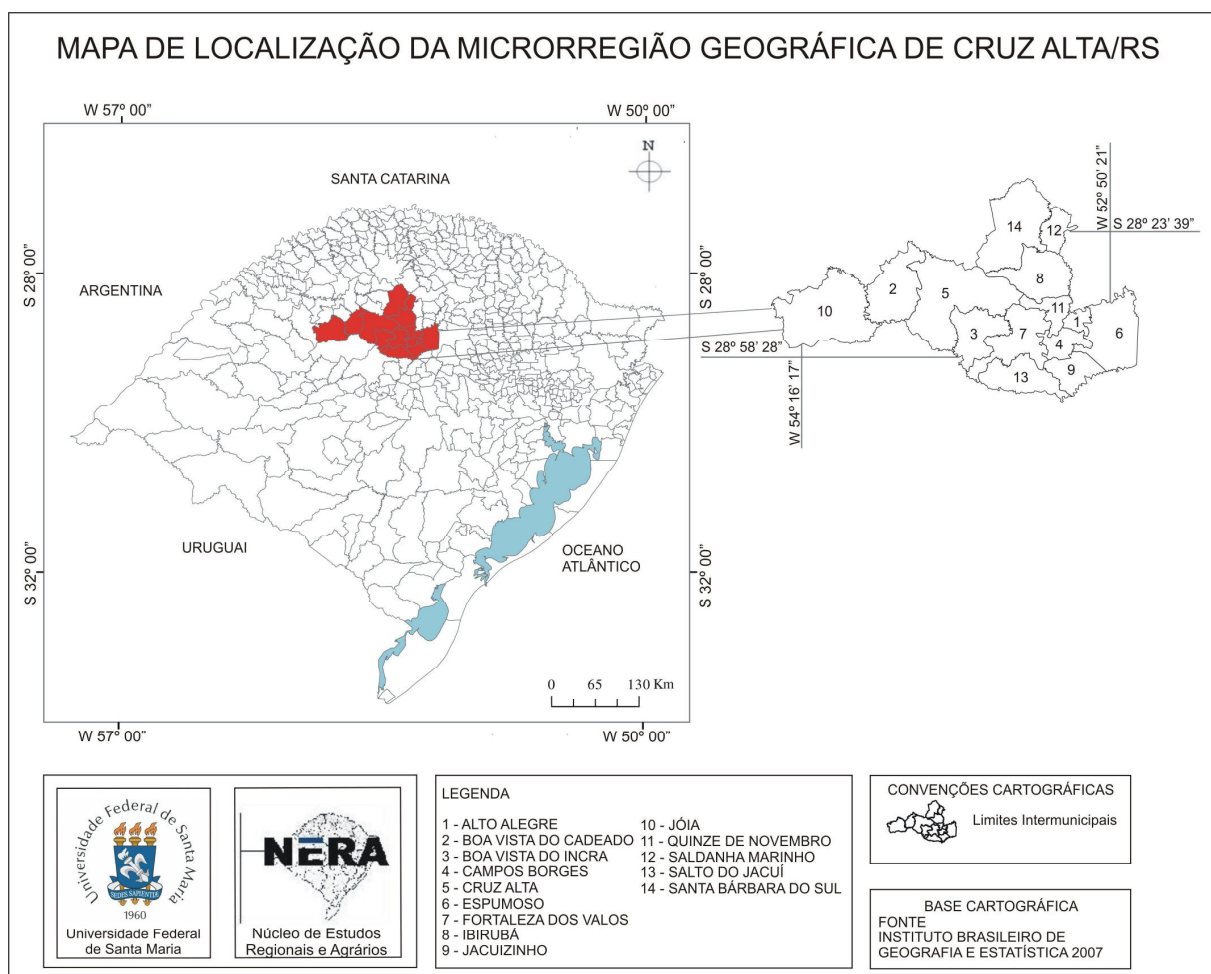 MAPA DE LOCALIZAÇÃO DA MICRORREGIÃO GEOGRÁFICA DE CRUZ ALTA/RS
W 57º 00”
W 50º 00”
N
SANTA CATARINA
ARGENTINA
URUGUAI
OCEANO
ATLÂNTICO
S 28º 00”
S 28º 00”
S 32º 00”
S 32º 00”
0 65 130 Km
W 57º 00”
W 50º 00”
W 52º 50’ 21”
S 28º 23’ 39”
S 28º 58’ 28”
W 54º 16’ 17”
14
12
8
2
5
10
11
1
6
3
7
4
9
13
Universidade Federal de Santa Maria
SEDES SAPIENTIAE
1960
Universidade Federal
de Santa Maria
NERA
Núcleo de Estudos
Regionais e Agrários
LEGENDA
1 - ALTO ALEGRE
2 - BOA VISTA DO CADEADO
3 - BOA VISTA DO INCRA
4 - CAMPOS BORGES
5 - CRUZ ALTA
6 - ESPUMOSO
7 - FORTALEZA DOS VALOS
8 - IBIRUBÁ
9 - JACUIZINHO
10 - JÓIA
11 - QUINZE DE NOVEMBRO
12 - SALDANHA MARINHO
13 - SALTO DO JACUÍ
14 - SANTA BÁRBARA DO SUL
CONVENÇÕES CARTOGRÁFICAS
Limites Intermunicipais
BASE CARTOGRÁFICA
FONTE
INSTITUTO BRASILEIRO DE
GEOGRAFIA E ESTATÍSTICA 2007